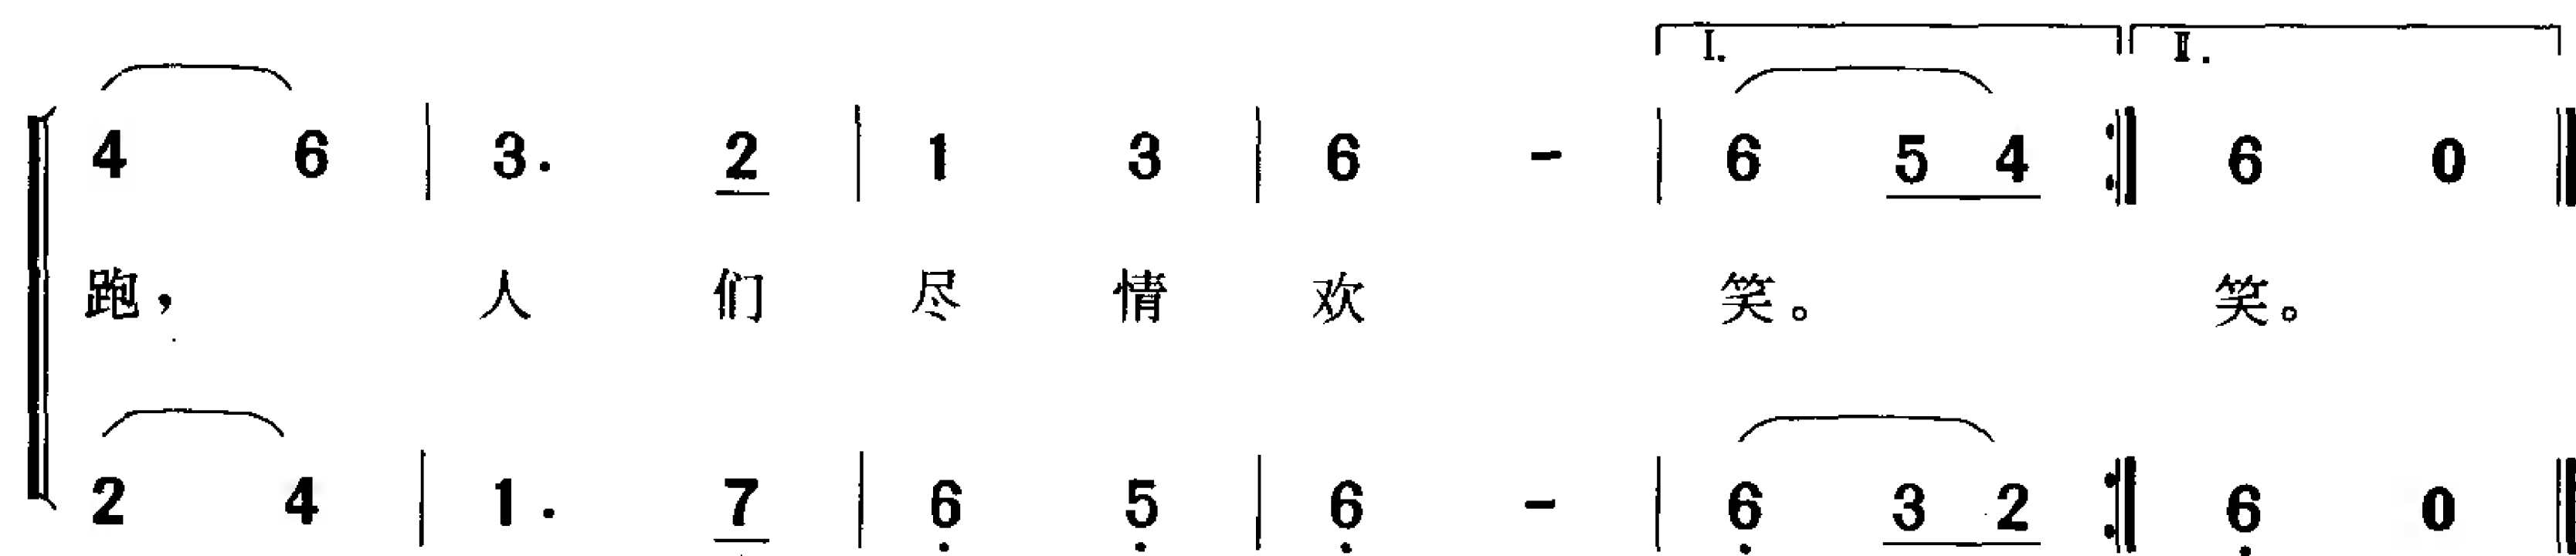 I. II.
4 6 | 3. 2 | 1 3 | 6 - | 6 5 4 :‖ 6 0 ‖
跑， 人 们 尽 情 欢 笑。 笑。
2 4 | 1. 7 | 6 5 | 6 - | 6 3 2 :‖ 6 0 ‖